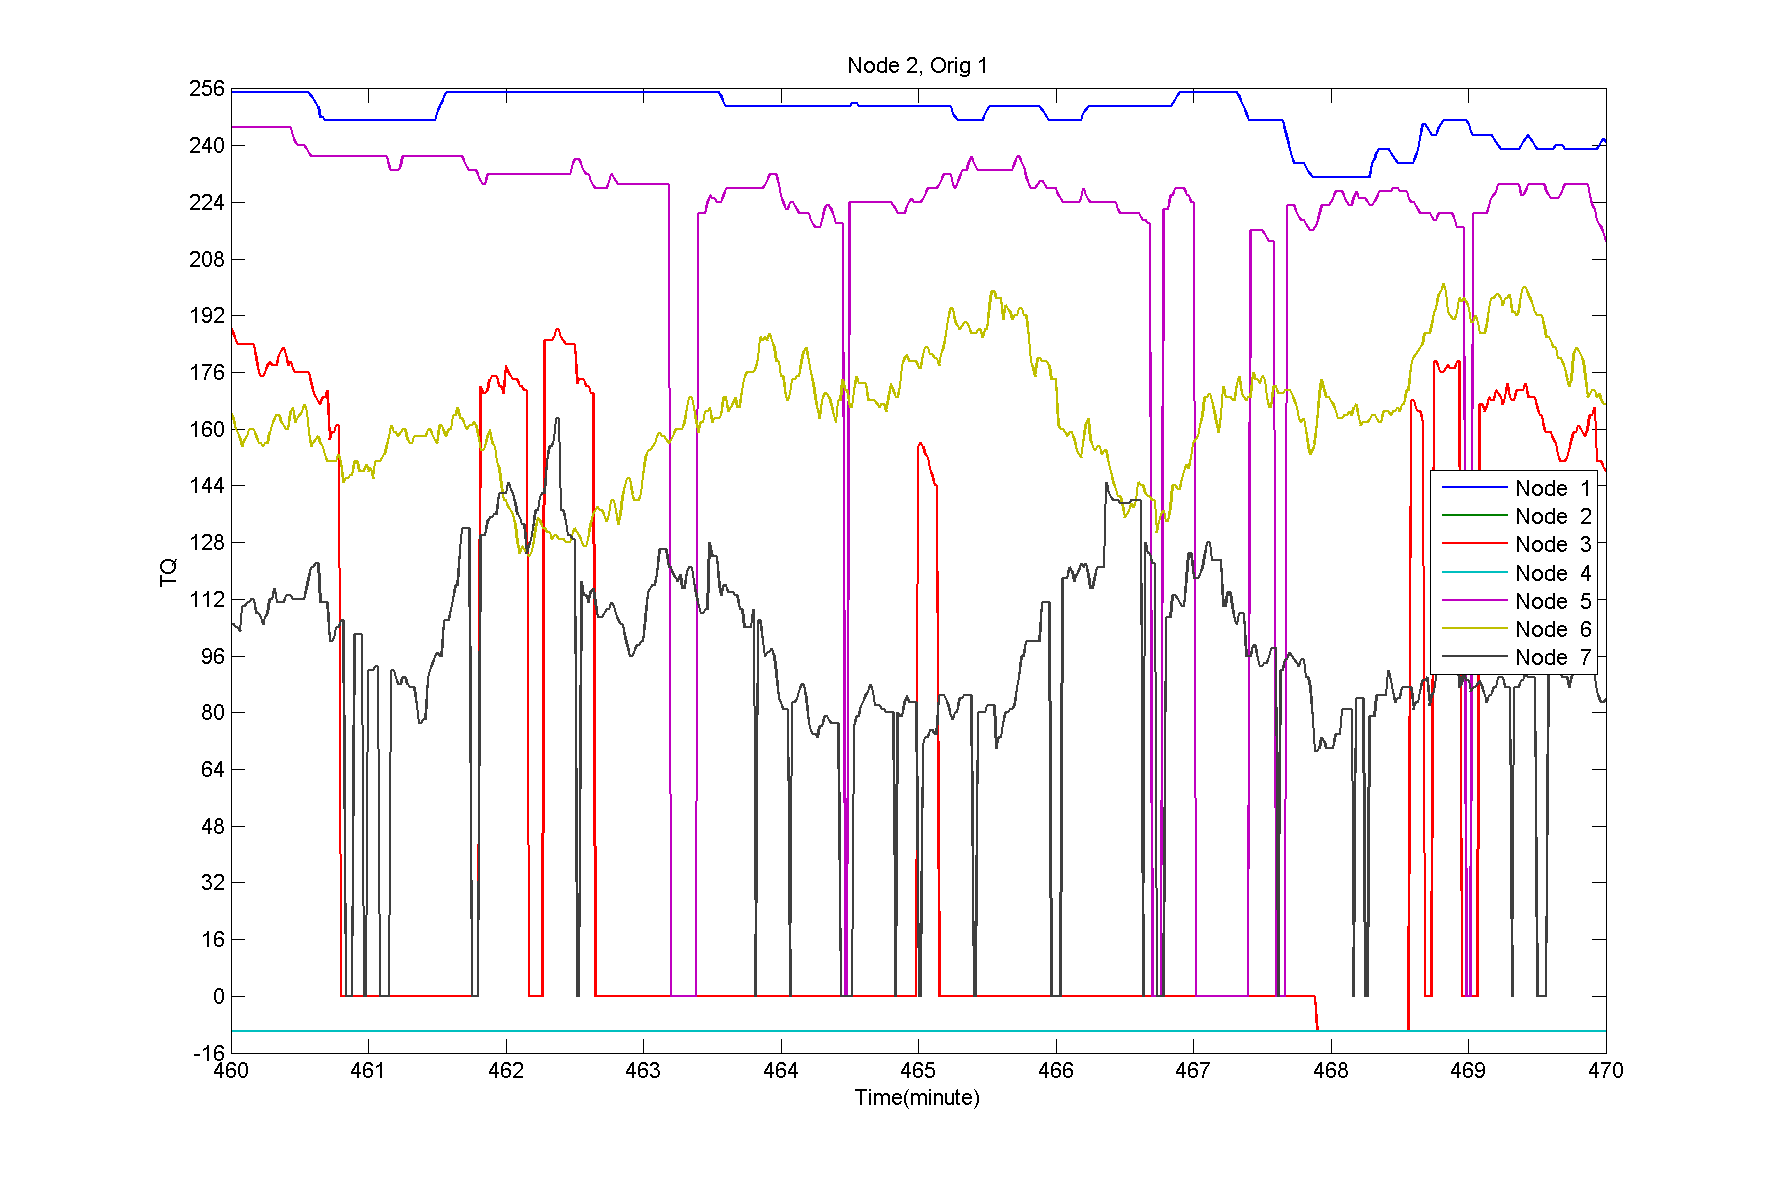 Node 2, Orig 1
256
240
224
208
192
176
160
144
128
112
96
80
64
48
32
16
0
-16
TQ
Node 1
Node 2
Node 3
Node 4
Node 5
Node 6
Node 7
460 461 462 463 464 465 466 467 468 469 470
Time(minute)